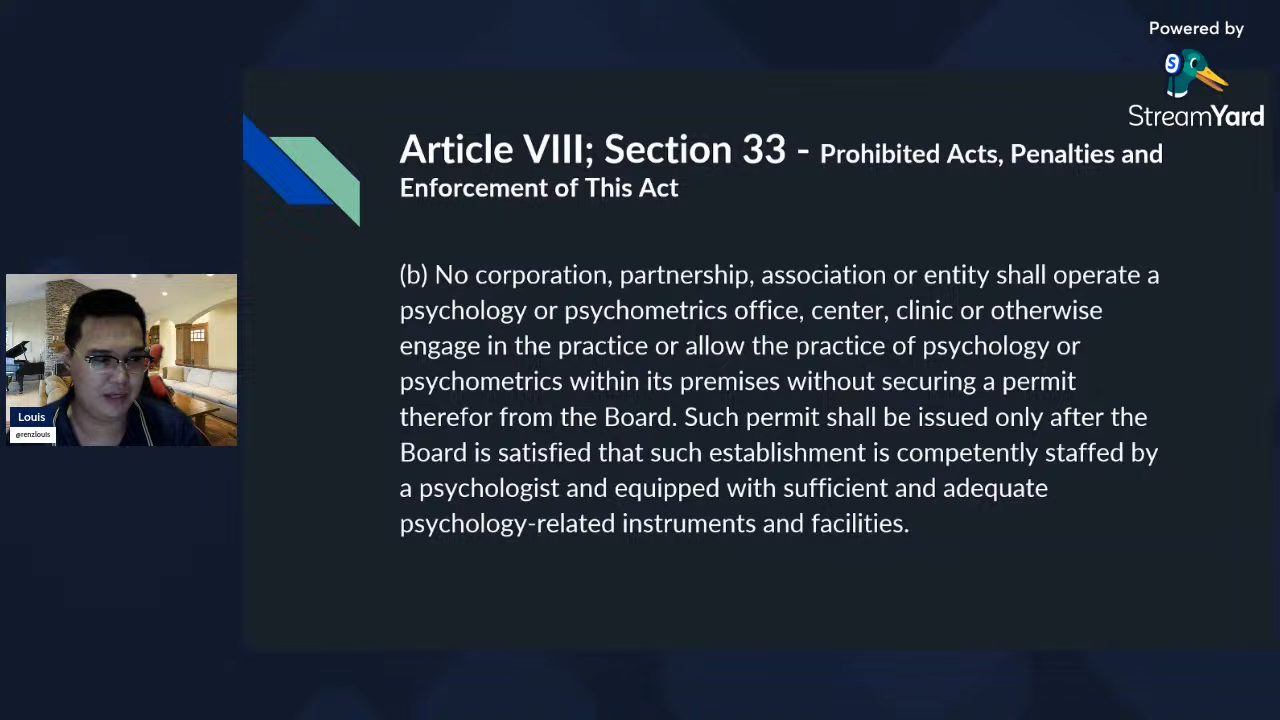 Powered by
S
StreamYard
Article VIII; Section 33 - Prohibited Acts, Penalties and
Enforcement of This Act
(b) No corporation, partnership, association or entity shall operate a
psychology or psychometrics office, center, clinic or otherwise
engage in the practice or allow the practice of psychology or
psychometrics within its premises without securing a permit
therefor from the Board. Such permit shall be issued only after the
Board is satisfied that such establishment is competently staffed by
a psychologist and equipped with sufficient and adequate
psychology-related instruments and facilities.
Louis
@renzlouis